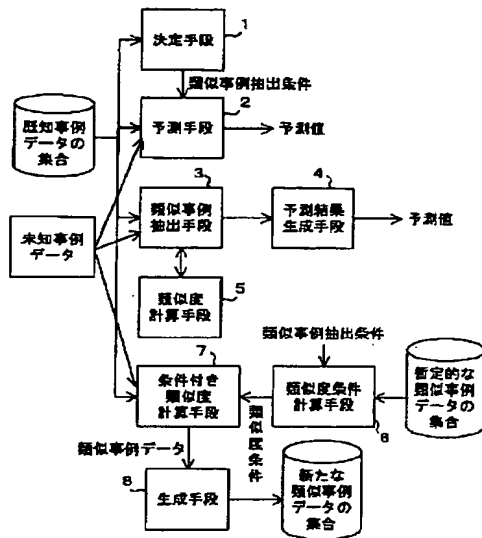 1
決定手段
類似事例抽出条件
2
既知事例
データの
集合
予測手段
予測値
3
類似事例
抽出手段
4
予測結果
生成手段
予測値
未知事例
データ
類似度
計算手段
5
類似事例抽出条件
7
条件付き
類似度
計算手段
類似度条件
計算手段
6
暫定的な
類似事例
データの
集合
類似度条件
類似事例データ
8
生成手段
新たな
類似事例
データの
集合